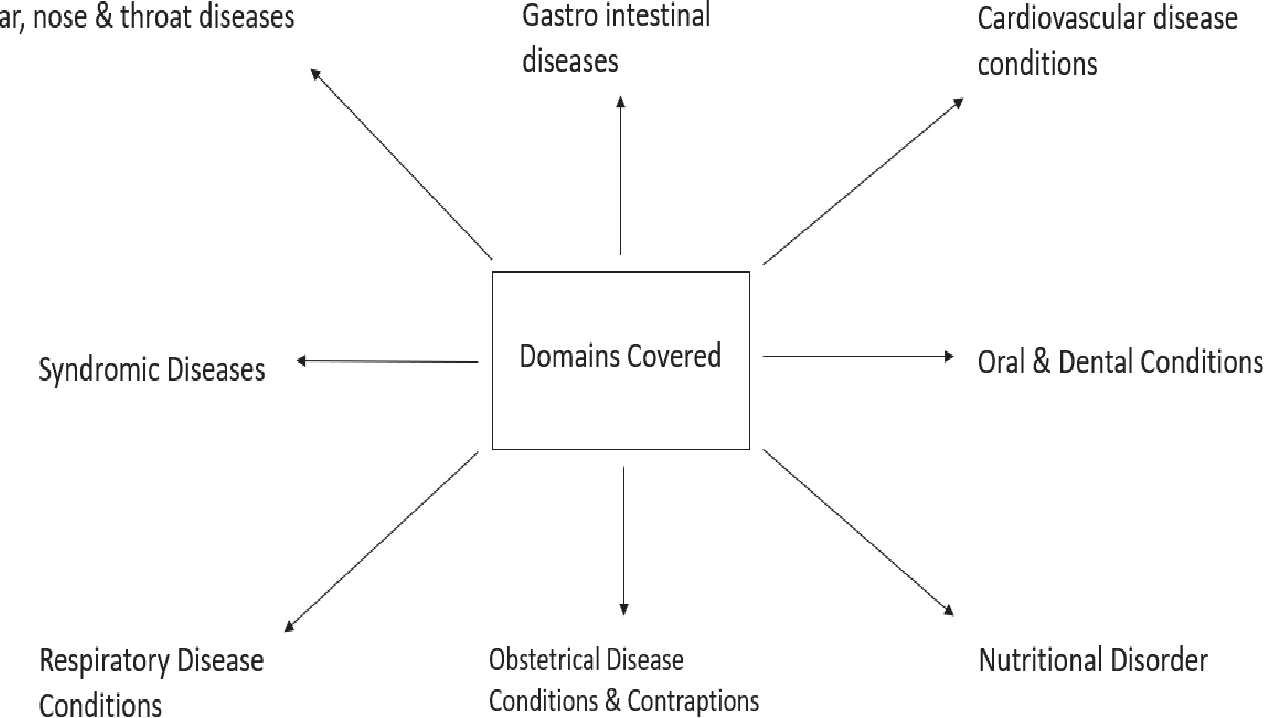 ar, nose & throat diseases
Gastro intestinal
diseases
Cardiovascular disease
conditions
Syndromic Diseases
Domains Covered
Oral & Dental Conditions
Respiratory Disease
Conditions
Obstetrical Disease
Conditions & Contraptions
Nutritional Disorder